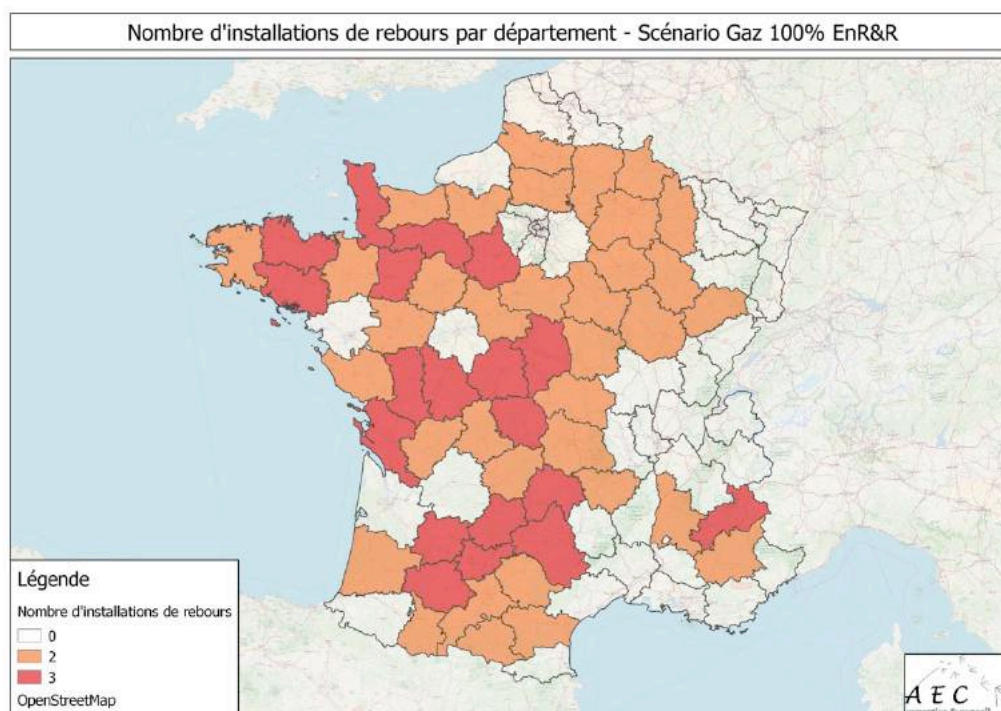 Nombre d'installations de rebours par département - Scénario Gaz 100% EnR&R
Légende
Nombre d'installations de rebours
0
2
3
OpenStreetMap
A E C